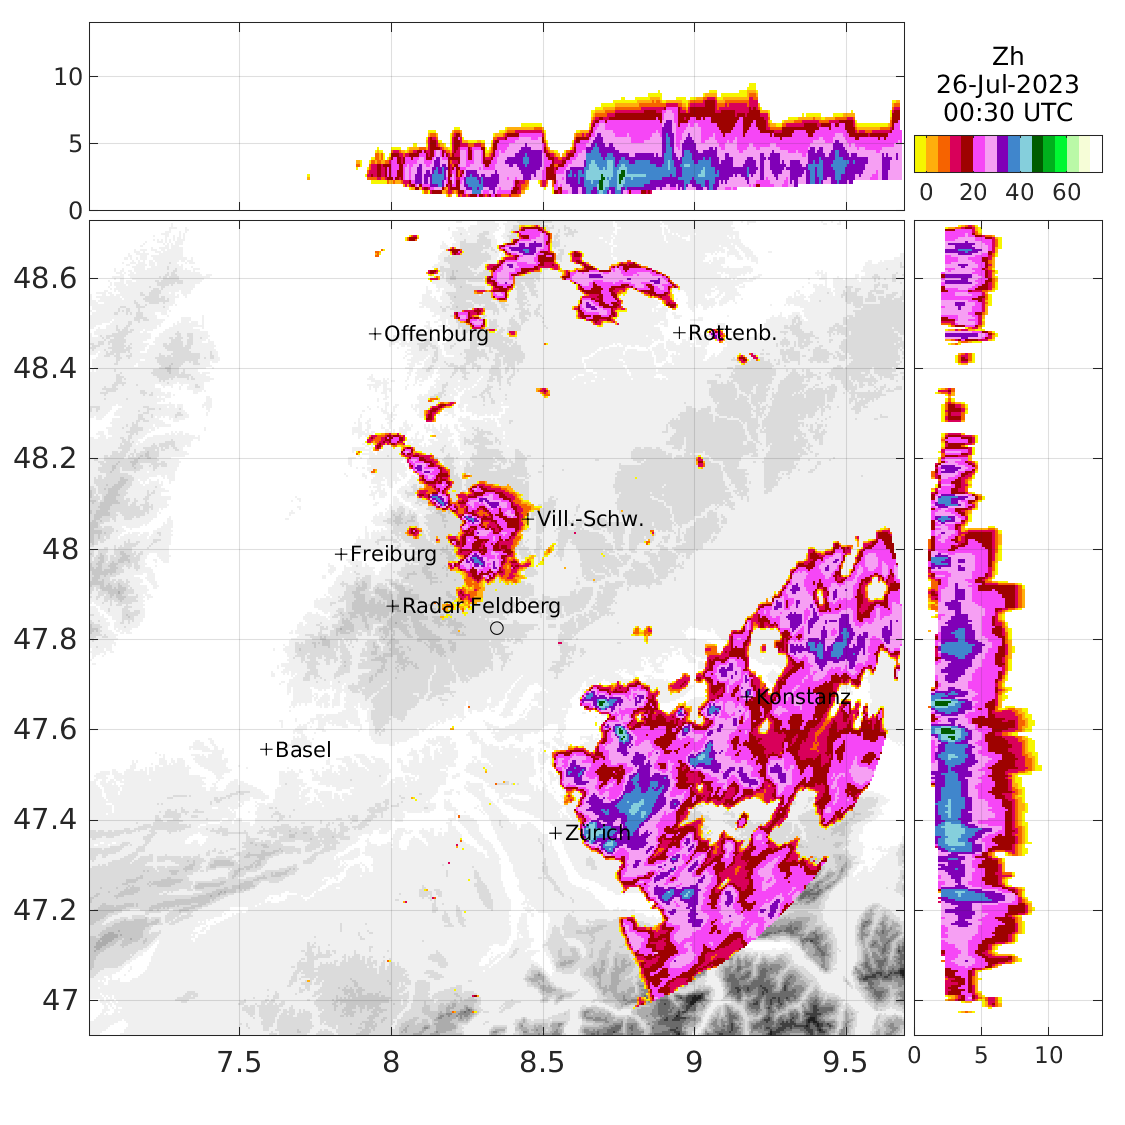 Zh
26-Jul-2023
00:30 UTC
10
5
0
0 20 40 60
48.6
48.4
48.2
48
47.8
47.6
47.4
47.2
47
+Offenburg
+Rottenb.
+Vill.-Schw.
+Freiburg
+Radar Feldberg
+Konstanz
+Basel
+Zürich
7.5 8 8.5 9 9.5
0 5 10